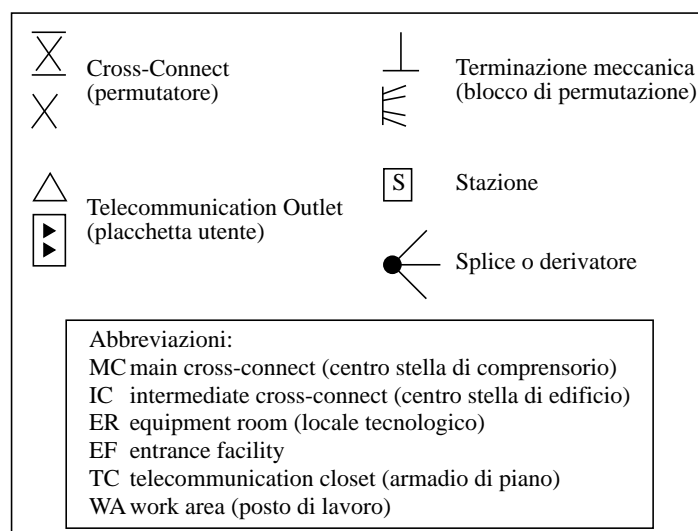 Cross-Connect
(permutatore)
Terminazione meccanica
(blocco di permutazione)
Telecommunication Outlet
(placchetta utente)
S Stazione
Splice o derivatore
Abbreviazioni:
MC main cross-connect (centro stella di comprensorio)
IC intermediate cross-connect (centro stella di edificio)
ER equipment room (locale tecnologico)
EF entrance facility
TC telecommunication closet (armadio di piano)
WA work area (posto di lavoro)